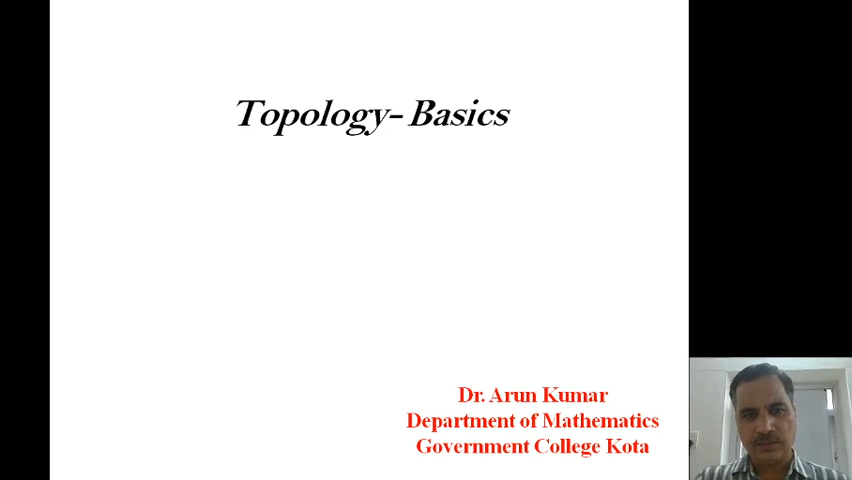 Topology- Basics
Dr. Arun Kumar
Department of Mathematics
Government College Kota